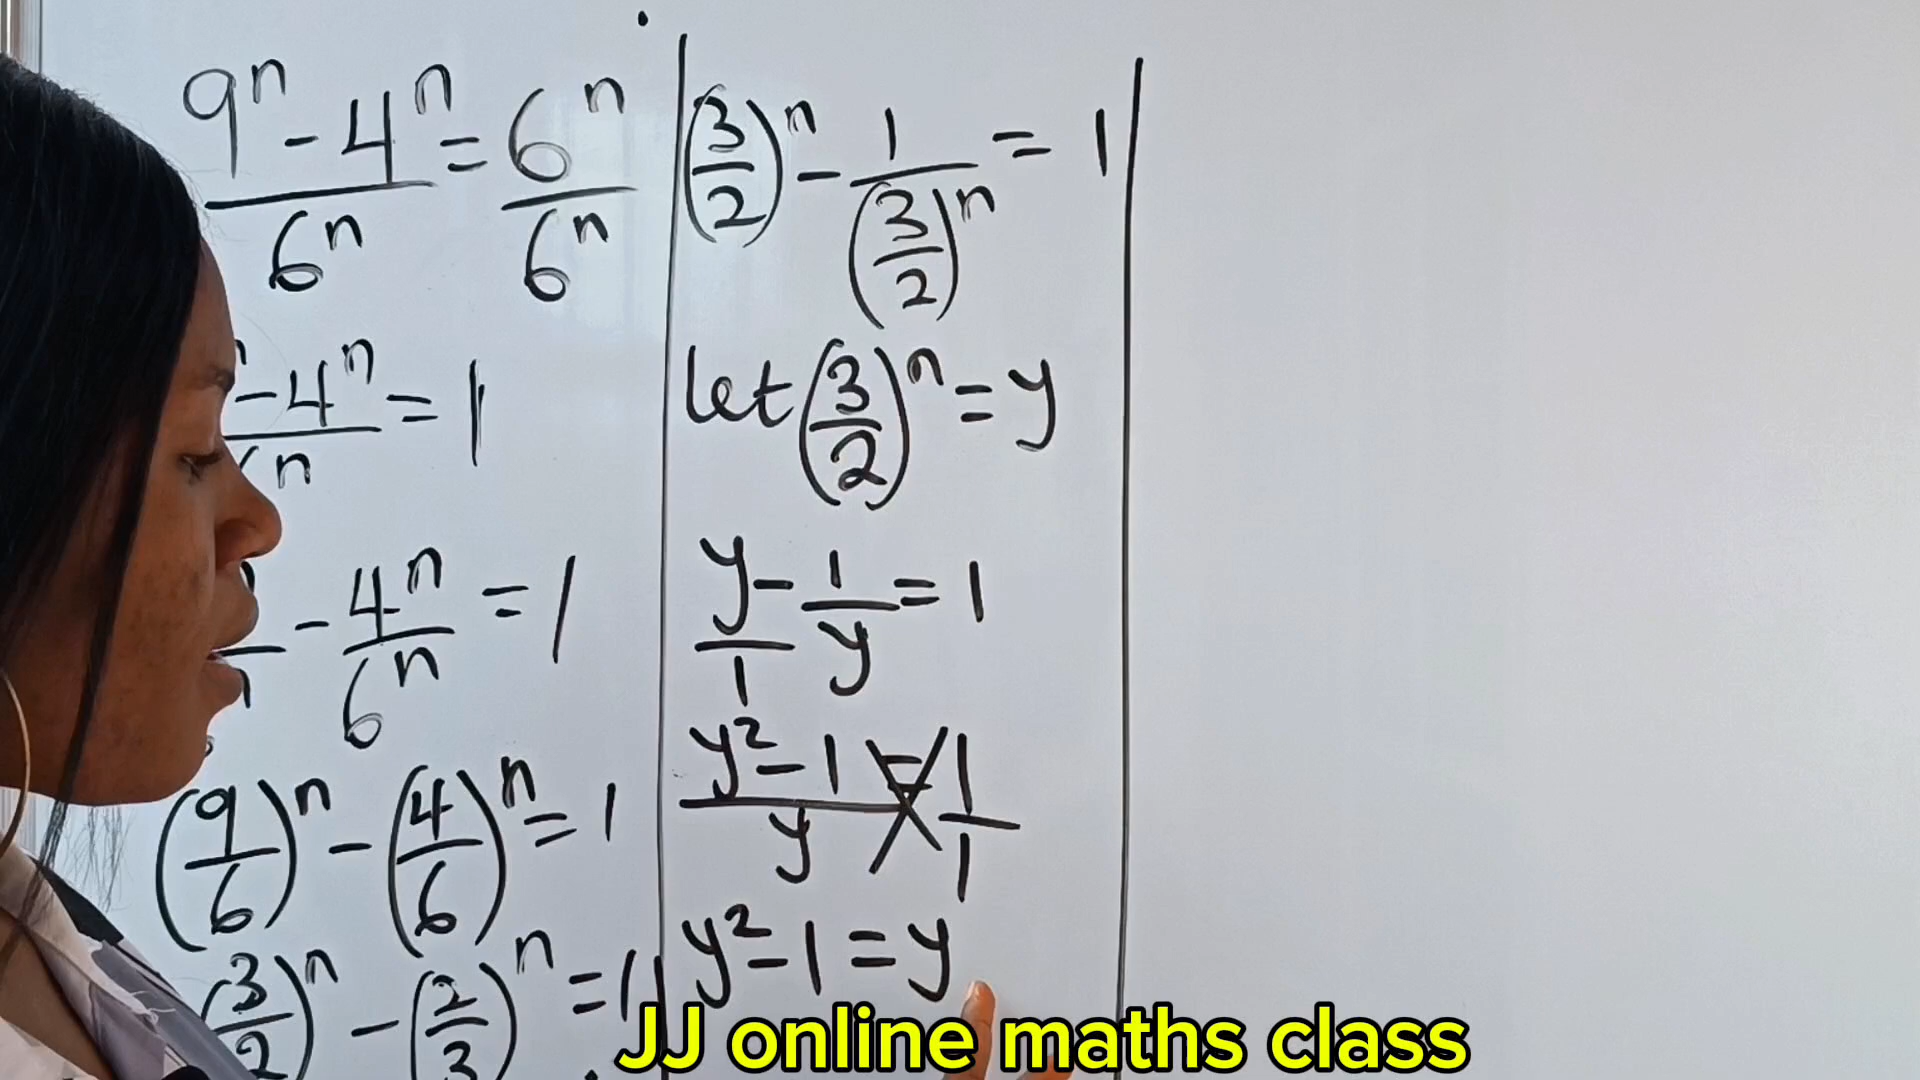 9ⁿ - 4ⁿ = 6ⁿ
6ⁿ 6ⁿ
- 4ⁿ = 1
n
- 4ⁿ = 1
6ⁿ
(9/6)ⁿ - (4/6)ⁿ = 1
(3/2)ⁿ - (2/3)ⁿ = 1
(3/2)ⁿ - 1/(3/2)ⁿ = 1
let (3/2)ⁿ = y
y/1 - 1/y = 1
y² - 1/y = 1/1
y² - 1 = y
JJ online maths class